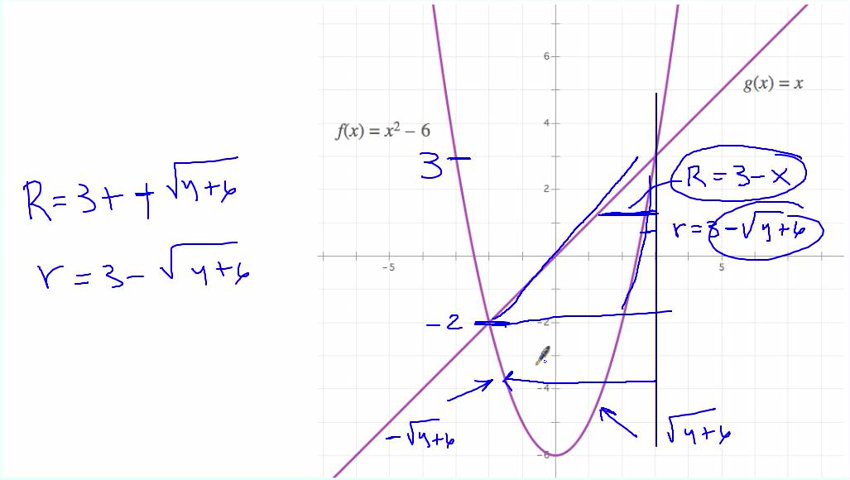 6
g(x) = x
f(x) = x² − 6
4
3
R = 3 − x
2
R = 3 + + √y+6
r = 3 − √y+6
r = 3 − √y+6
−5
5
−2
−2
−4
−√y+6
√y+6
−6